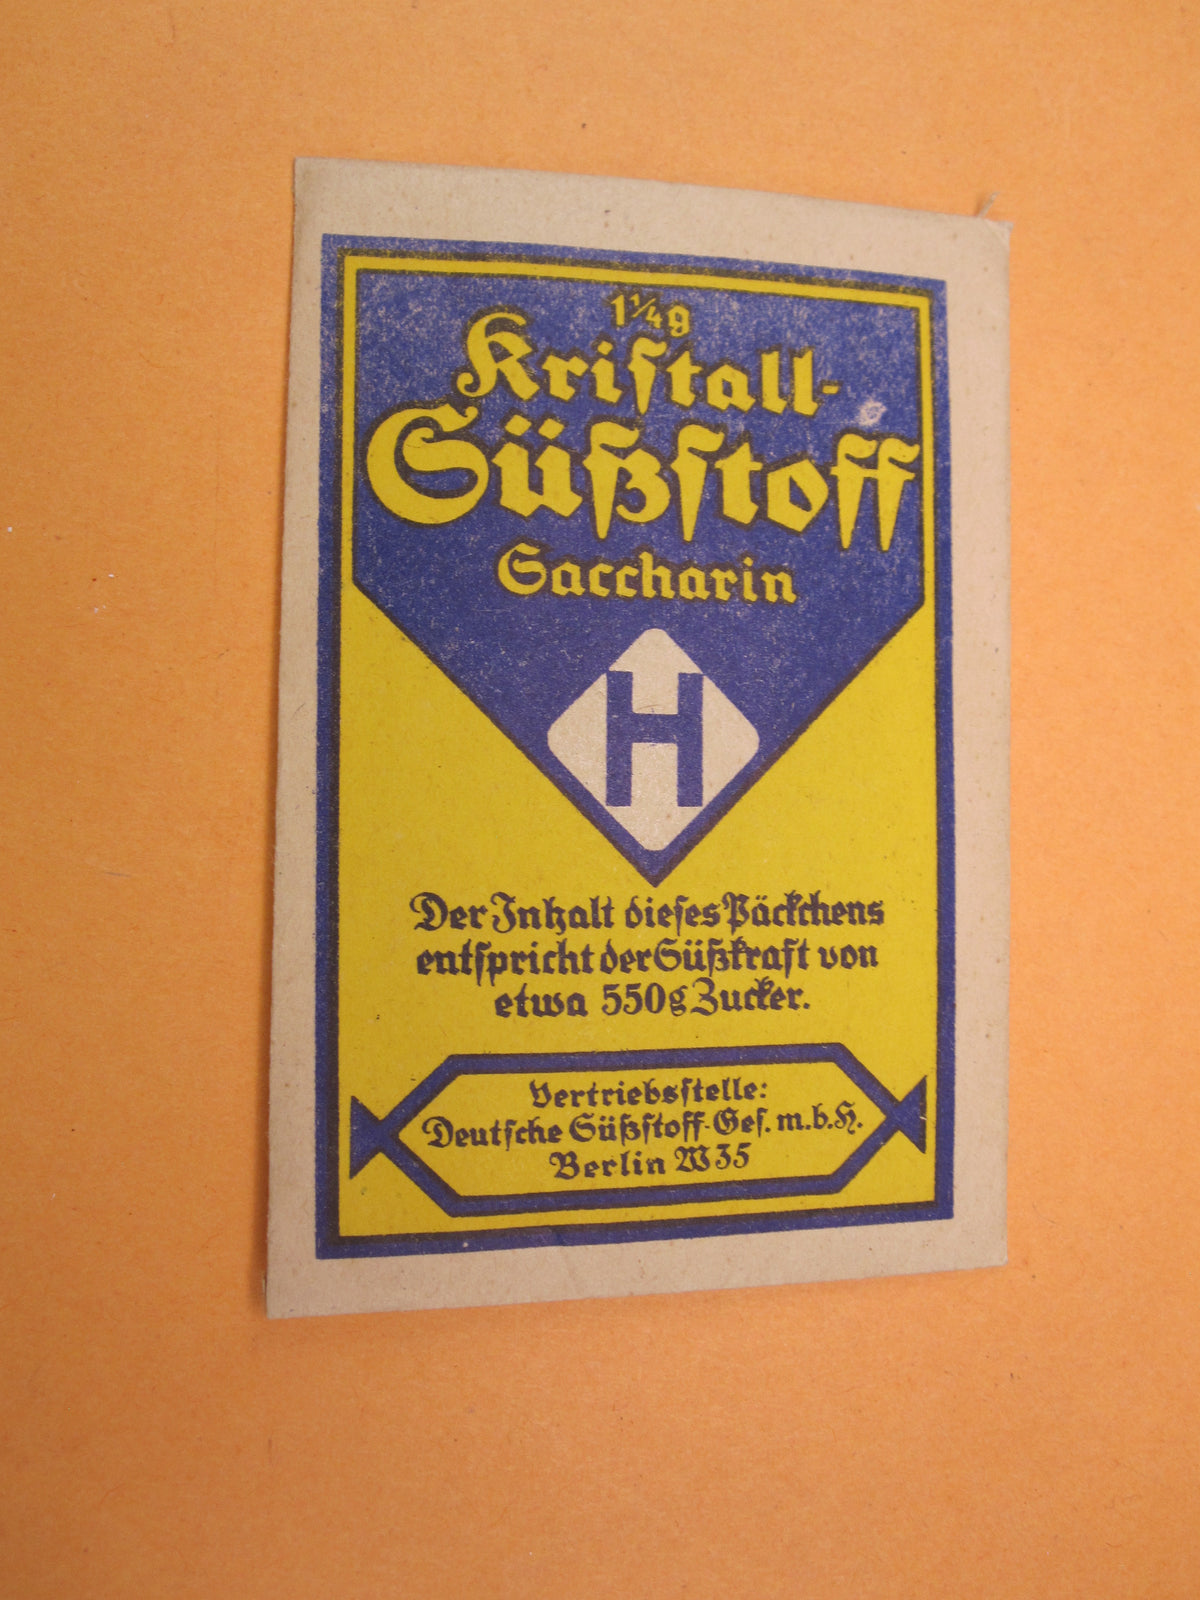 1¼g
Kriſtall-
Süßſtoff
Saccharin
H
Der Inhalt dieſes Päckchens
entſpricht der Süßkraft von
etwa 550g Zucker.
Vertriebsſtelle:
Deutſche Süßſtoff-Geſ. m.b.H.
Berlin W35